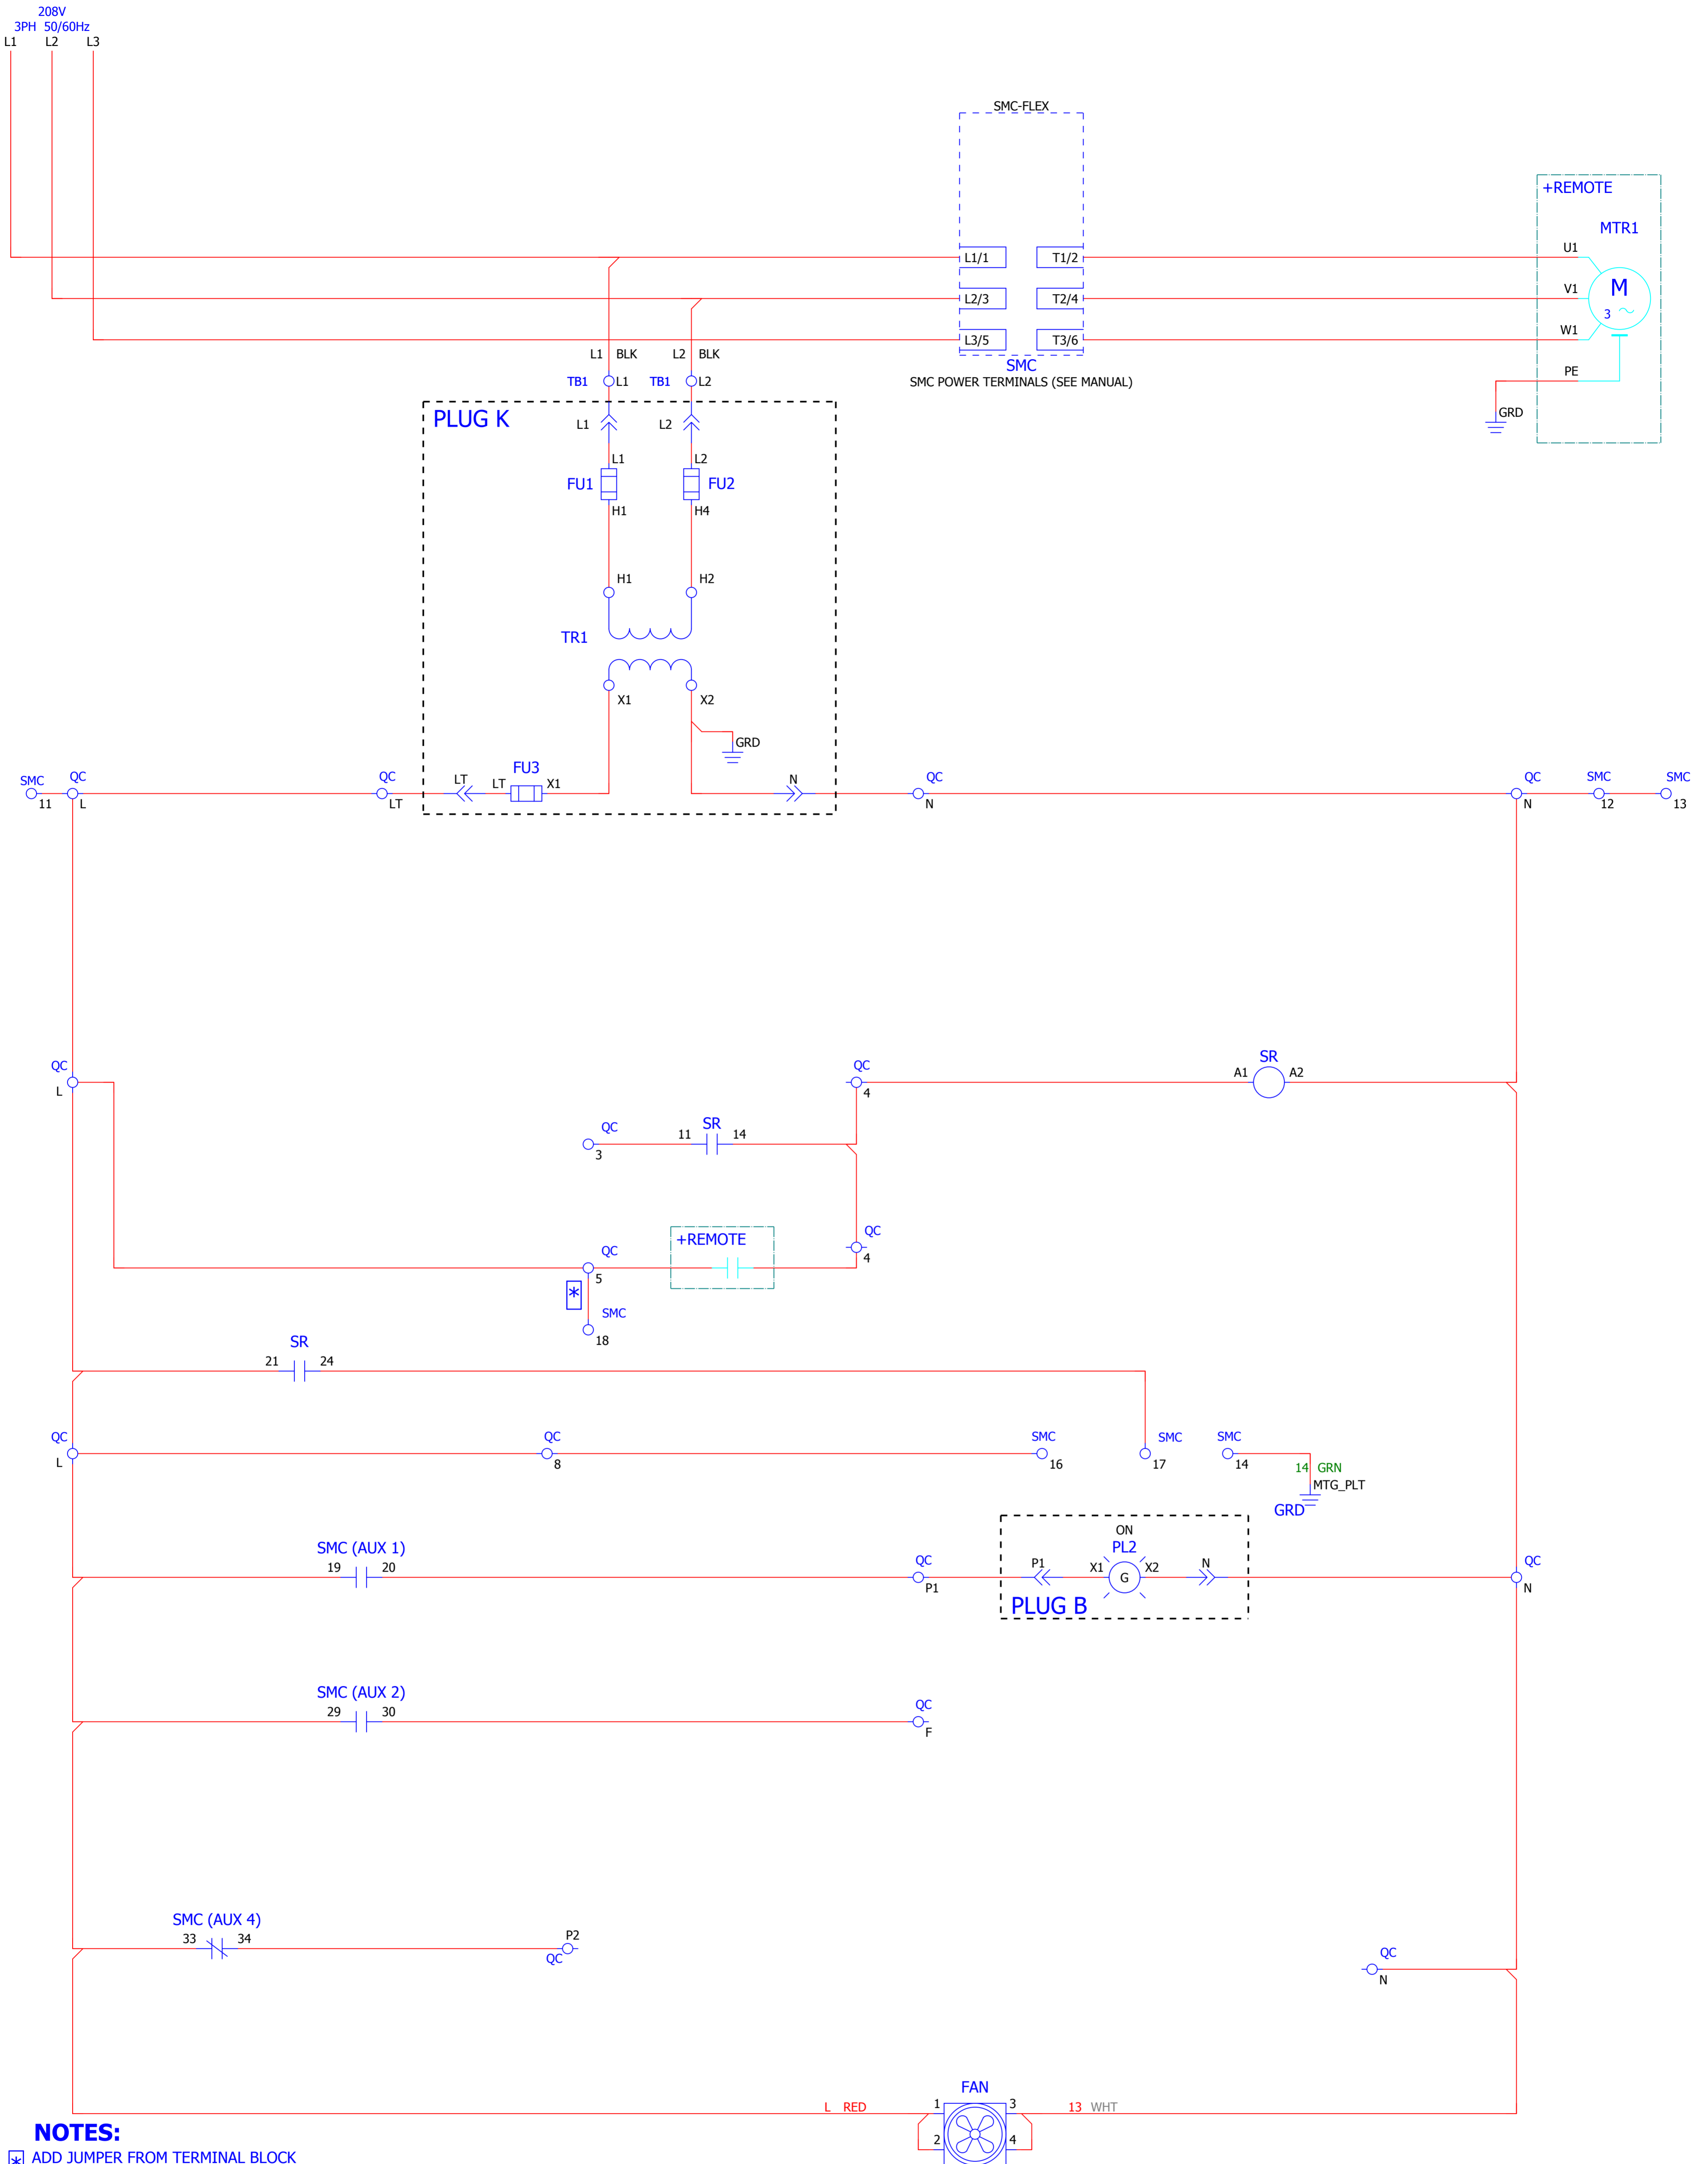 208V
3PH 50/60Hz
L1 L2 L3
SMC-FLEX
+REMOTE
MTR1
U1
L1/1 T1/2
V1
M
3
L2/3 T2/4
W1
L3/5 T3/6
L1 BLK L2 BLK
SMC
SMC POWER TERMINALS (SEE MANUAL)
PE
TB1 L1 TB1 L2
GRD
PLUG K
L1 L2
L1 L2
FU1 FU2
H1 H4
H1 H2
TR1
X1 X2
GRD
SMC QC QC LT LT FU3 X1 N QC QC SMC SMC
11 L LT N N 12 13
QC QC SR
L 4 A1 A2
QC 11 SR 14
3
+REMOTE QC
QC 4
5
* SMC
18
SR
21 24
QC QC SMC SMC SMC
L 8 16 17 14
14 GRN
MTG_PLT
GRD
ON
SMC (AUX 1) PL2
19 20 QC P1 X1 G X2 N QC
P1 N
PLUG B
SMC (AUX 2)
29 30 QC
F
SMC (AUX 4)
33 34 P2
QC
QC
N
FAN
L RED 1 3 13 WHT
2 4
NOTES:
* ADD JUMPER FROM TERMINAL BLOCK